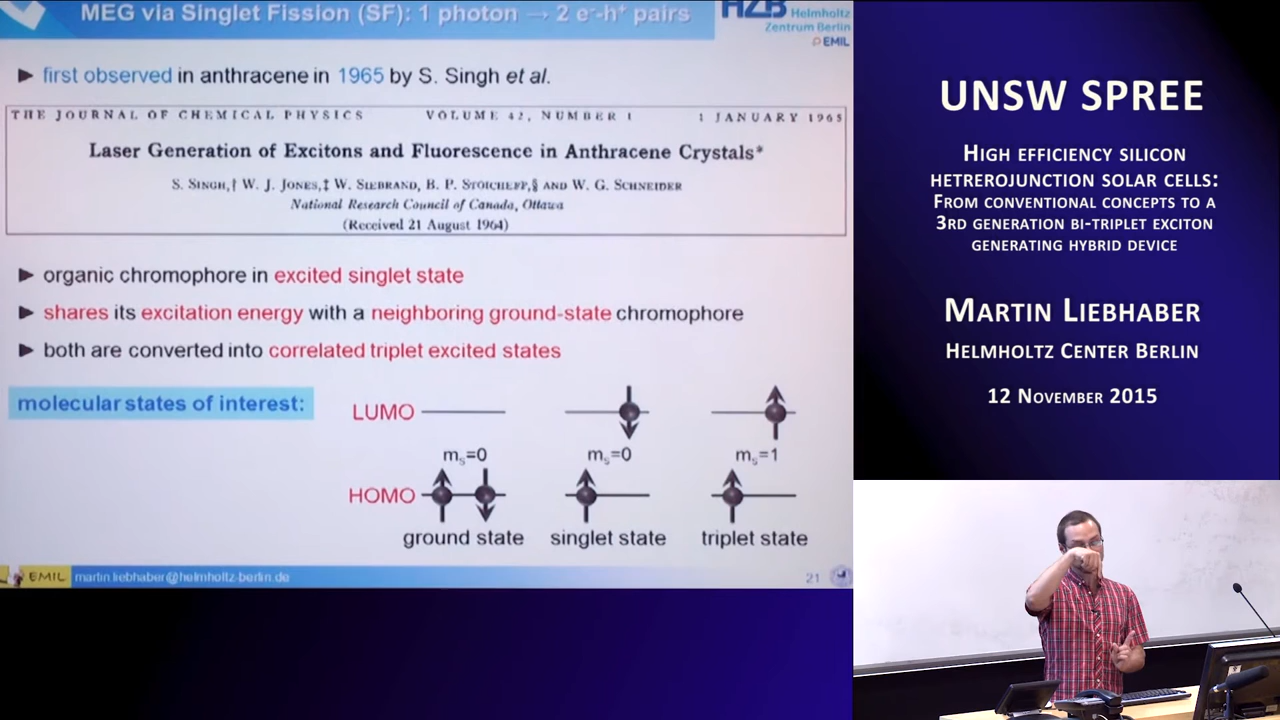 MEG via Singlet Fission (SF): 1 photon → 2 e⁻-h⁺ pairs
HZB Helmholtz
Zentrum Berlin
EMIL
► first observed in anthracene in 1965 by S. Singh et al.
THE JOURNAL OF CHEMICAL PHYSICS VOLUME 42, NUMBER 1 1 JANUARY 1965
Laser Generation of Excitons and Fluorescence in Anthracene Crystals*
S. SINGH,† W. J. JONES,‡ W. SIEBRAND, B. P. STOICHEFF,§ AND W. G. SCHNEIDER
National Research Council of Canada, Ottawa
(Received 21 August 1964)
► organic chromophore in excited singlet state
► shares its excitation energy with a neighboring ground-state chromophore
► both are converted into correlated triplet excited states
molecular states of interest:
LUMO
mₛ=0 mₛ=0 mₛ=1
HOMO
ground state singlet state triplet state
EMIL martin.liebhaber@helmholtz-berlin.de 21
UNSW SPREE
HIGH EFFICIENCY SILICON
HETREROJUNCTION SOLAR CELLS:
FROM CONVENTIONAL CONCEPTS TO A
3RD GENERATION BI-TRIPLET EXCITON
GENERATING HYBRID DEVICE
MARTIN LIEBHABER
HELMHOLTZ CENTER BERLIN
12 NOVEMBER 2015